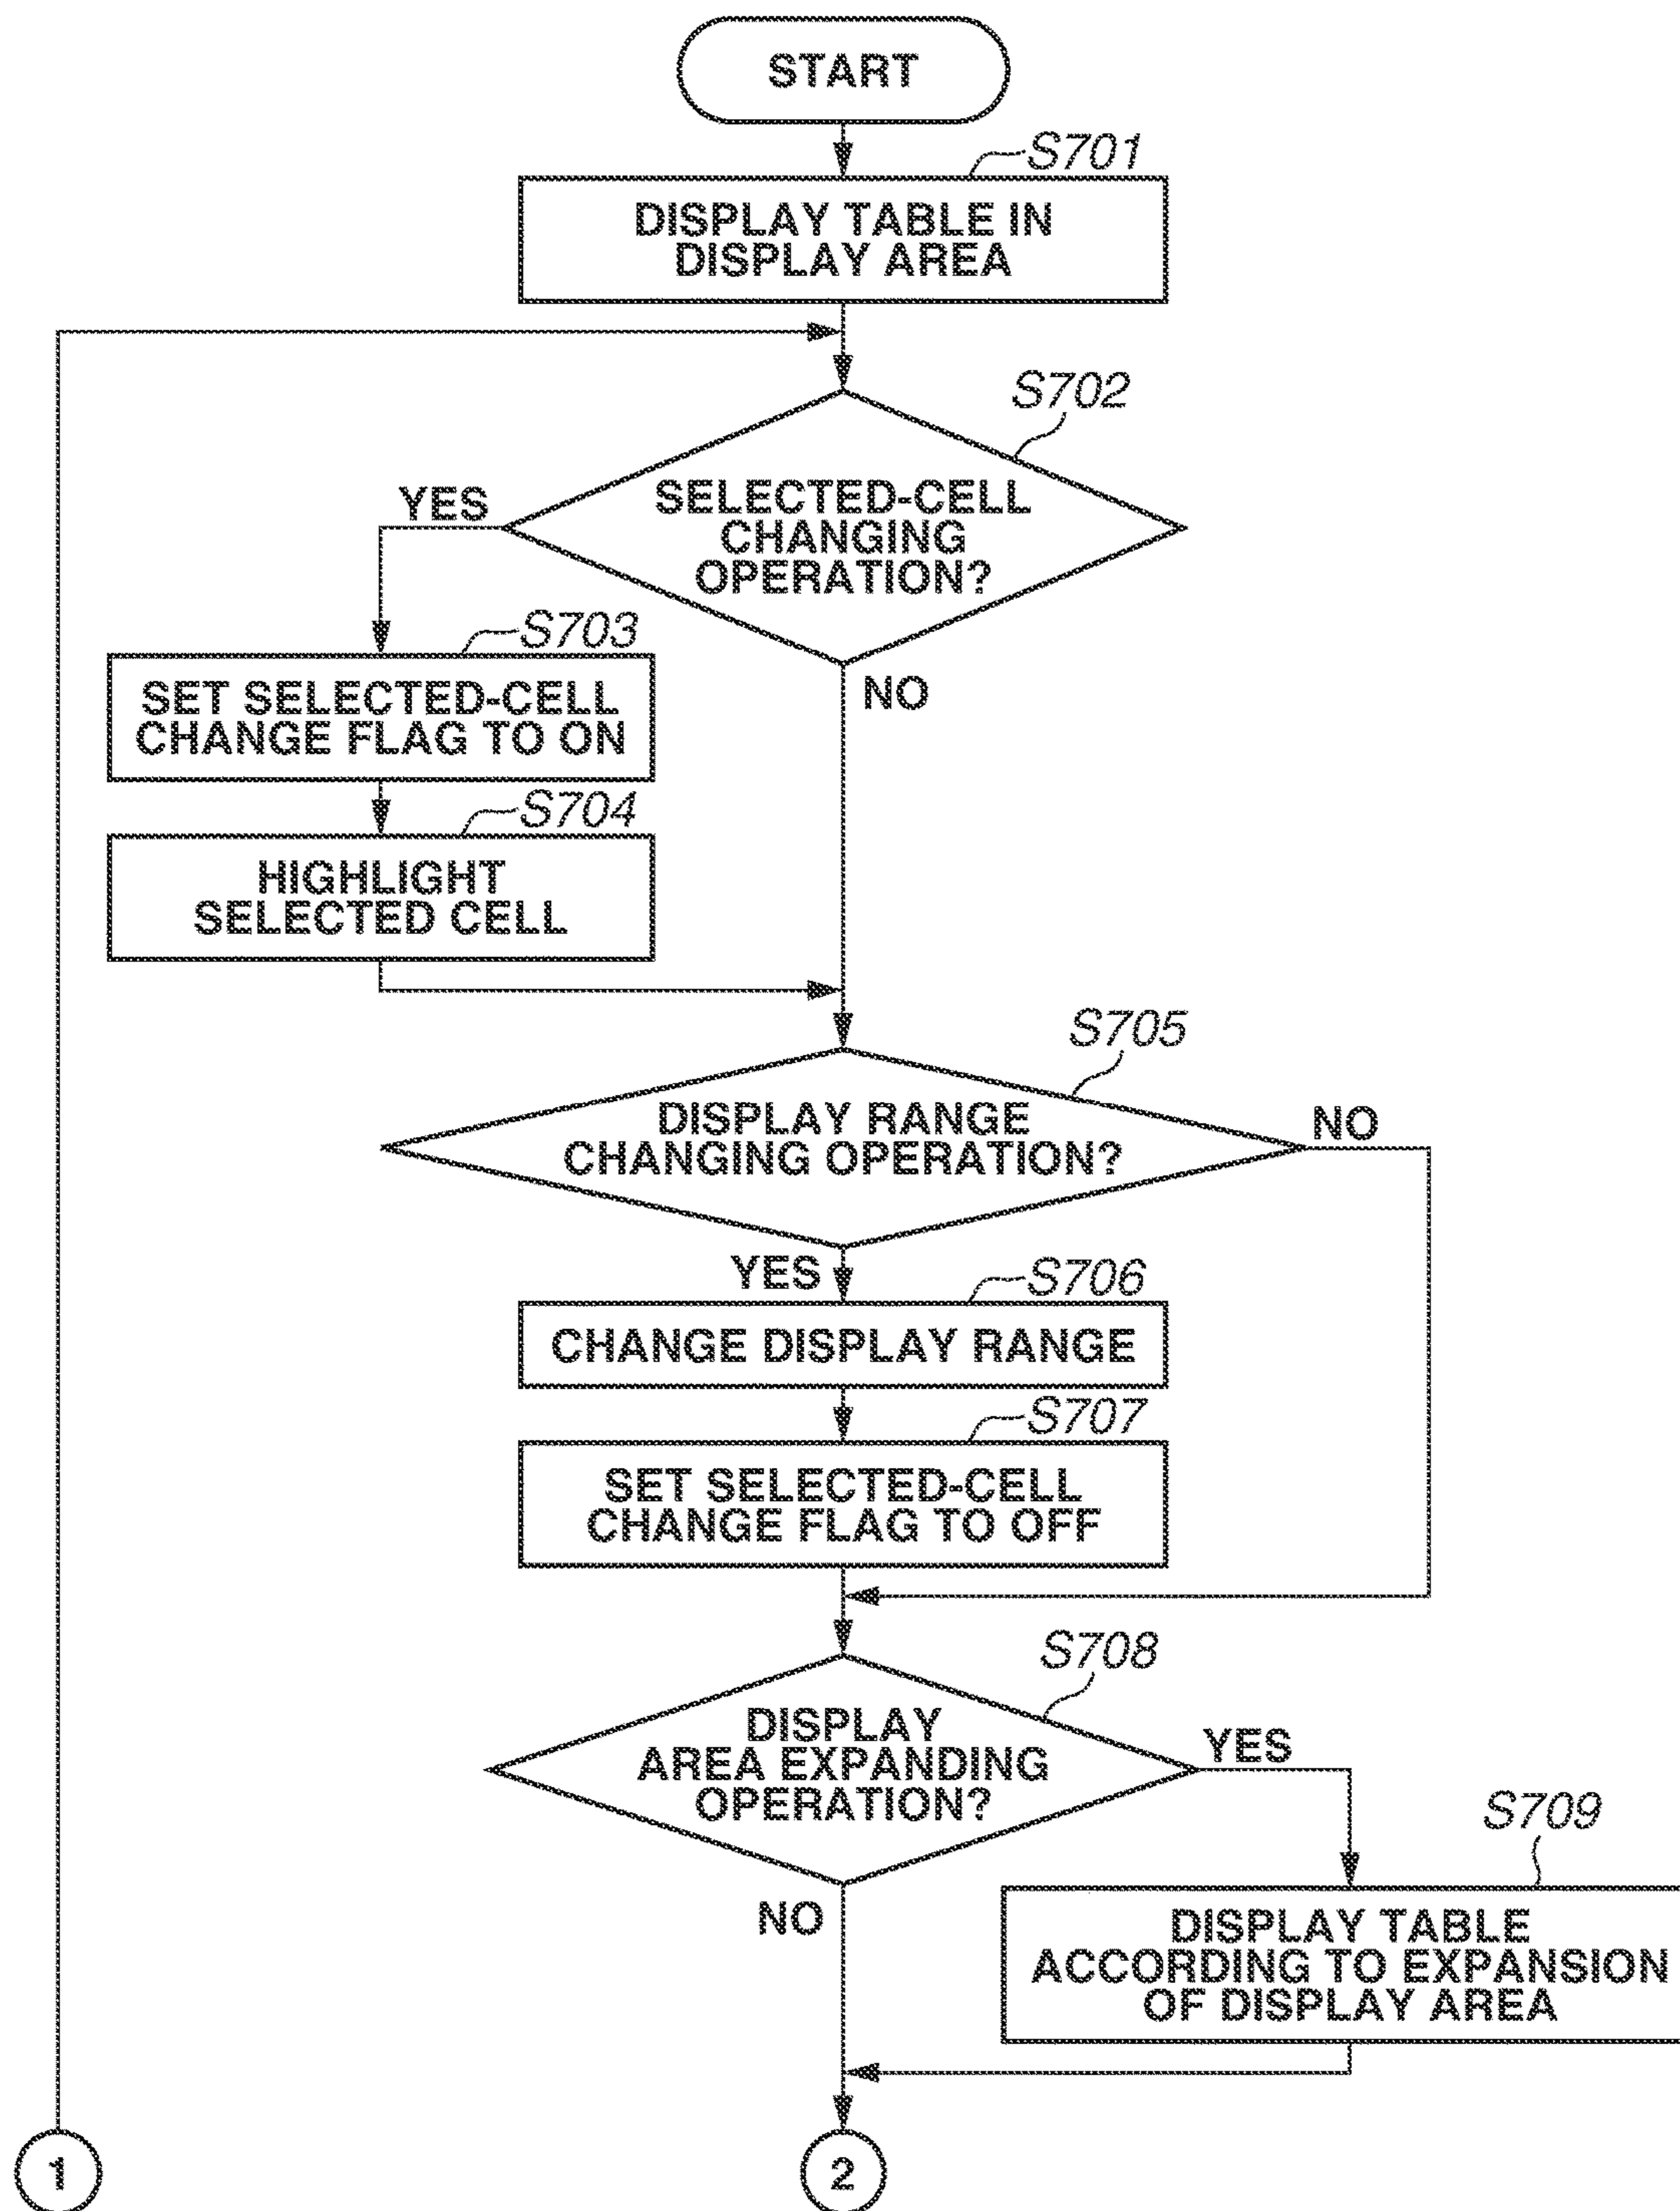 START
S701
DISPLAY TABLE IN
DISPLAY AREA
S702
SELECTED-CELL
CHANGING
OPERATION?
YES
NO
S703
SET SELECTED-CELL
CHANGE FLAG TO ON
S704
HIGHLIGHT
SELECTED CELL
S705
DISPLAY RANGE
CHANGING OPERATION?
NO
YES
S706
CHANGE DISPLAY RANGE
S707
SET SELECTED-CELL
CHANGE FLAG TO OFF
S708
DISPLAY
AREA EXPANDING
OPERATION?
YES
NO
S709
DISPLAY TABLE
ACCORDING TO EXPANSION
OF DISPLAY AREA
1
2